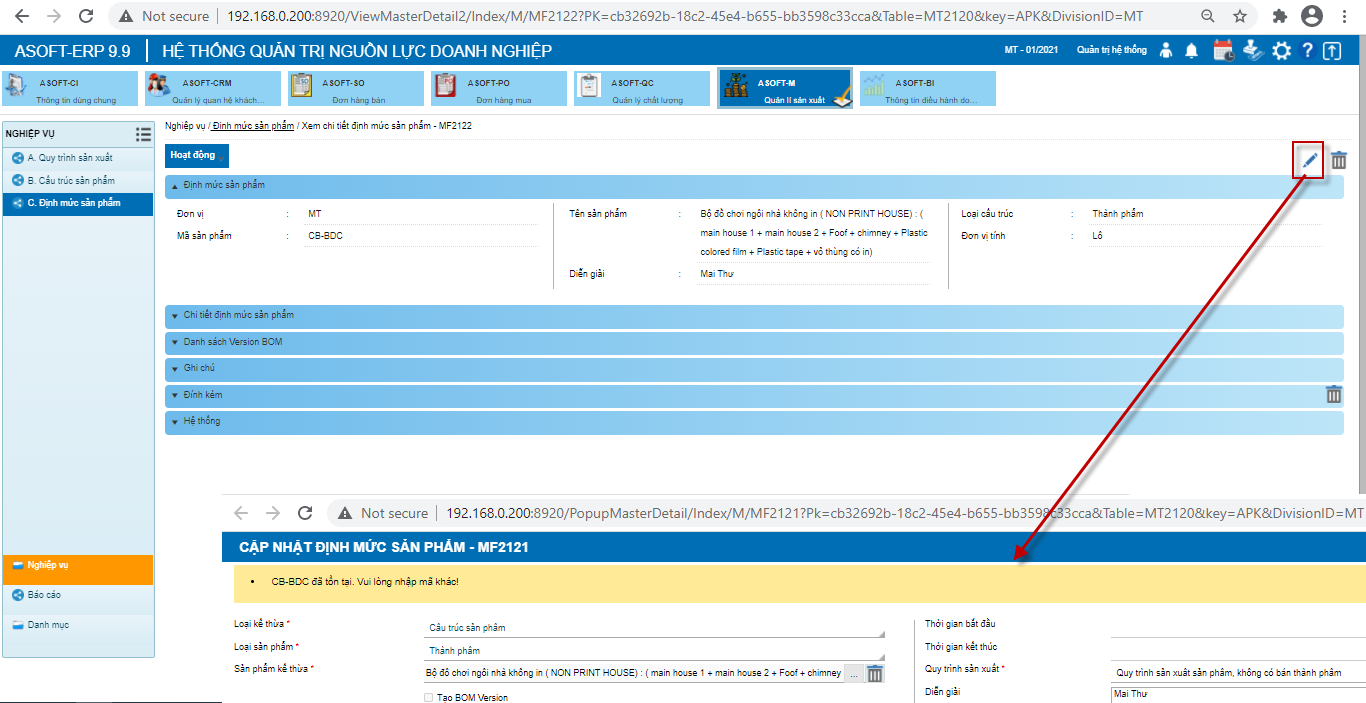 Not secure | 192.168.0.200:8920/ViewMasterDetail2/Index/M/MF2122?PK=cb32692b-18c2-45e4-b655-bb3598c33cca&Table=MT2120&key=APK&DivisionID=MT
ASOFT-ERP 9.9 | HỆ THỐNG QUẢN TRỊ NGUỒN LỰC DOANH NGHIỆP
MT - 01/2021 Quản trị hệ thống
ASOFT-CI
Thông tin dùng chung
ASOFT-CRM
Quản lý quan hệ khách...
ASOFT-SO
Đơn hàng bán
ASOFT-PO
Đơn hàng mua
ASOFT-QC
Quản lý chất lượng
ASOFT-M
Quản lí sản xuất
ASOFT-BI
Thông tin điều hành do...
NGHIỆP VỤ
A. Quy trình sản xuất
B. Cấu trúc sản phẩm
C. Định mức sản phẩm
Nghiệp vụ
Báo cáo
Danh mục
Nghiệp vụ / Định mức sản phẩm / Xem chi tiết định mức sản phẩm - MF2122
Hoạt động
Định mức sản phẩm
Đơn vị : MT
Mã sản phẩm : CB-BDC
Tên sản phẩm : Bộ đồ chơi ngôi nhà không in ( NON PRINT HOUSE) : (
main house 1 + main house 2 + Foof + chimney + Plastic
colored film + Plastic tape + vỏ thùng có in)
Diễn giải : Mai Thư
Loại cấu trúc : Thành phẩm
Đơn vị tính : Lô
Chi tiết định mức sản phẩm
Danh sách Version BOM
Ghi chú
Đính kèm
Hệ thống
Not secure | 192.168.0.200:8920/PopupMasterDetail/Index/M/MF2121?Pk=cb32692b-18c2-45e4-b655-bb3598c33cca&Table=MT2120&key=APK&DivisionID=MT
CẬP NHẬT ĐỊNH MỨC SẢN PHẨM - MF2121
• CB-BDC đã tồn tại. Vui lòng nhập mã khác!
Loại kế thừa * Cấu trúc sản phẩm
Loại sản phẩm * Thành phẩm
Sản phẩm kế thừa * Bộ đồ chơi ngôi nhà không in ( NON PRINT HOUSE) : ( main house 1 + main house 2 + Foof + chimney ...
Tạo BOM Version
Thời gian bắt đầu
Thời gian kết thúc
Quy trình sản xuất * Quy trình sản xuất sản phẩm, không có bán thành phẩm
Diễn giải Mai Thư